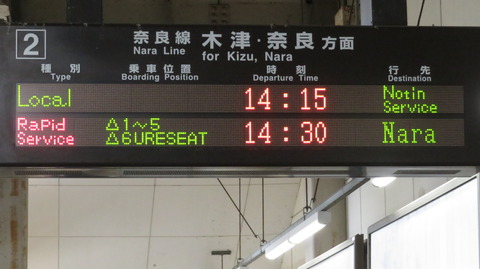 2
奈良線 木津・奈良方面
Nara Line for Kizu, Nara
種別 乗車位置 時刻 行先
Type Boarding Position Departure Time Destination
Local 14:15 Not in Service
RaPid Service △1~5 △6URESEAT 14:30 Nara